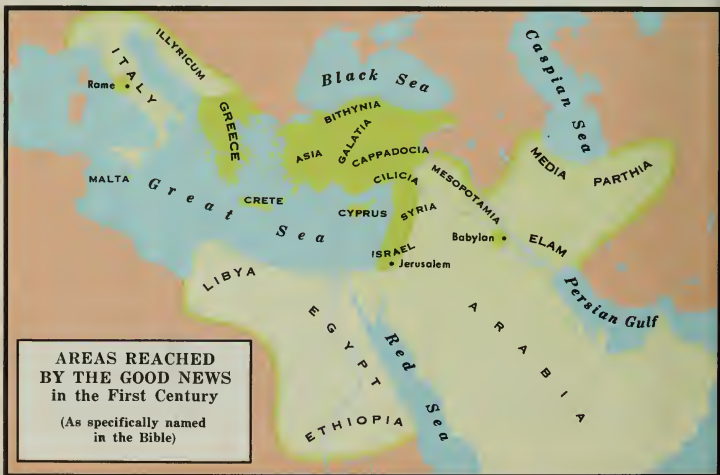 ITALY
ILLYRICUM
Rome
GREECE
Black Sea
Caspian Sea
BITHYNIA
ASIA
GALATIA
CAPPADOCIA
CILICIA
MEDIA
PARTHIA
MESOPOTAMIA
MALTA
Great Sea
CRETE
CYPRUS
SYRIA
Babylon
ELAM
ISRAEL
Jerusalem
LIBYA
EGYPT
Red Sea
ARABIA
Persian Gulf
ETHIOPIA
AREAS REACHED
BY THE GOOD NEWS
in the First Century
(As specifically named
in the Bible)